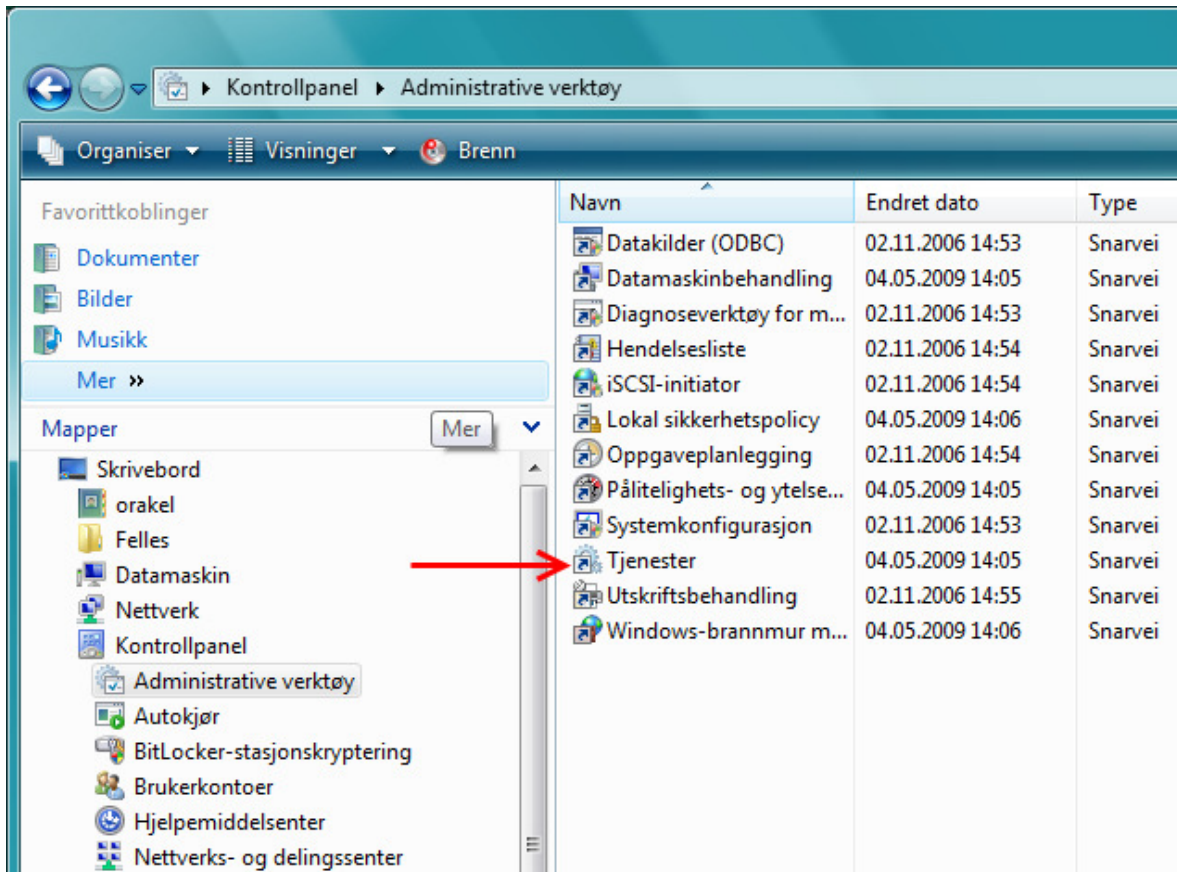 Kontrollpanel Administrative verktøy
Organiser Visninger Brenn
Favorittkoblinger
Dokumenter
Bilder
Musikk
Mer »
Mapper
Mer
Skrivebord
orakel
Felles
Datamaskin
Nettverk
Kontrollpanel
Administrative verktøy
Autokjør
BitLocker-stasjonskryptering
Brukerkontoer
Hjelpemiddelsenter
Nettverks- og delingssenter
Navn Endret dato Type
Datakilder (ODBC) 02.11.2006 14:53 Snarvei
Datamaskinbehandling 04.05.2009 14:05 Snarvei
Diagnoseverktøy for m... 02.11.2006 14:53 Snarvei
Hendelsesliste 02.11.2006 14:54 Snarvei
iSCSI-initiator 02.11.2006 14:54 Snarvei
Lokal sikkerhetspolicy 04.05.2009 14:06 Snarvei
Oppgaveplanlegging 02.11.2006 14:54 Snarvei
Pålitelighets- og ytelse... 04.05.2009 14:05 Snarvei
Systemkonfigurasjon 02.11.2006 14:53 Snarvei
Tjenester 04.05.2009 14:05 Snarvei
Utskriftsbehandling 02.11.2006 14:55 Snarvei
Windows-brannmur m... 04.05.2009 14:06 Snarvei